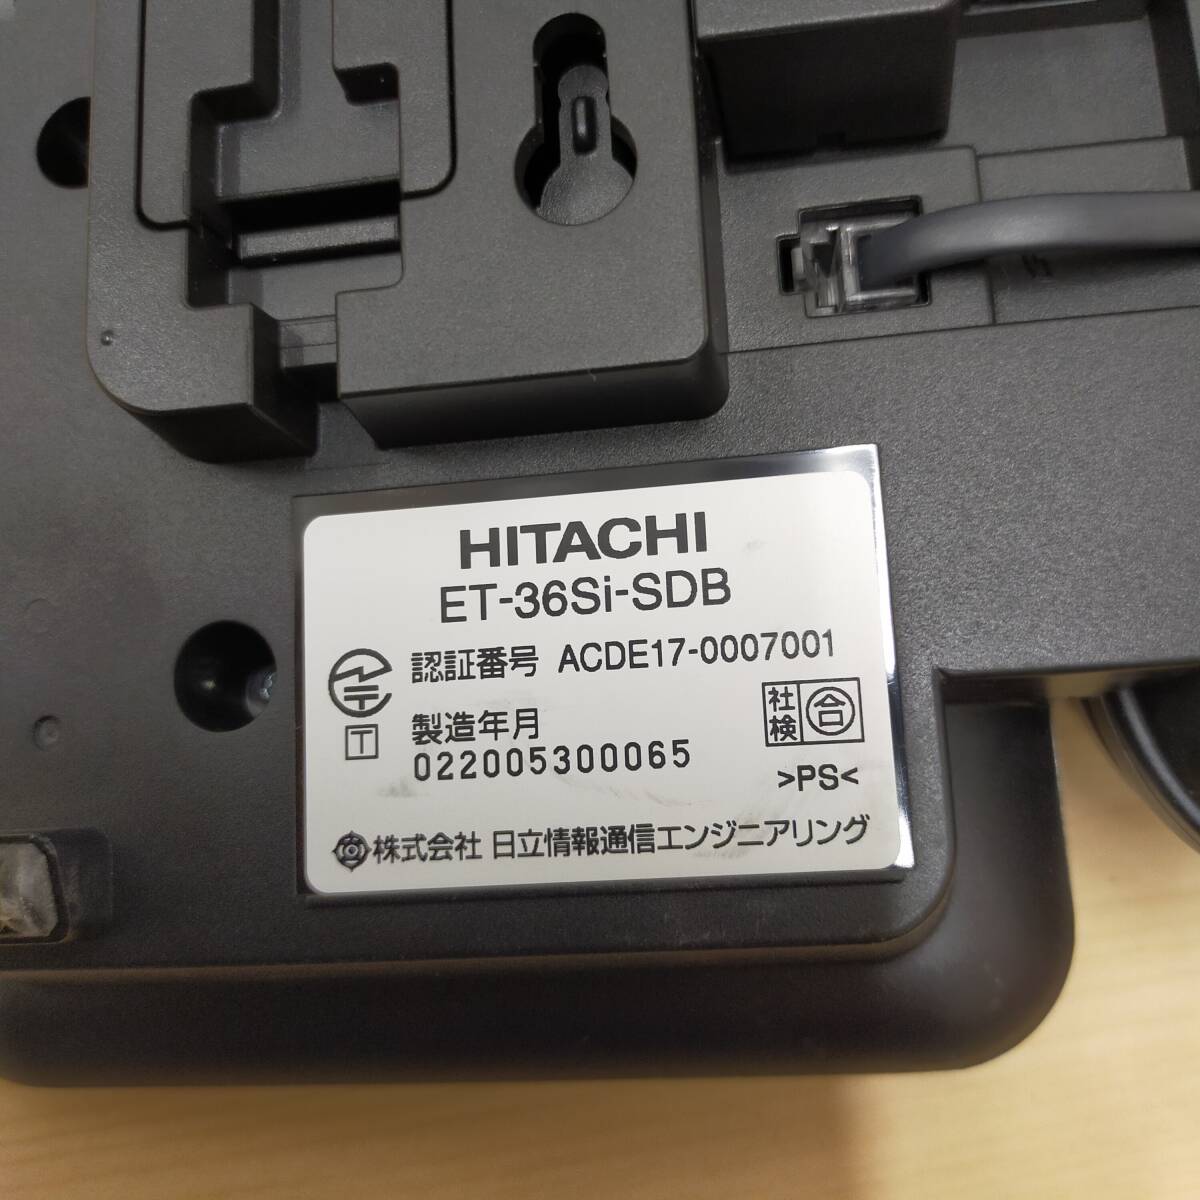 HITACHI
ET-36Si-SDB
認証番号 ACDE17-0007001
T
製造年月
022005300065
社検 合
>PS<
株式会社 日立情報通信エンジニアリング